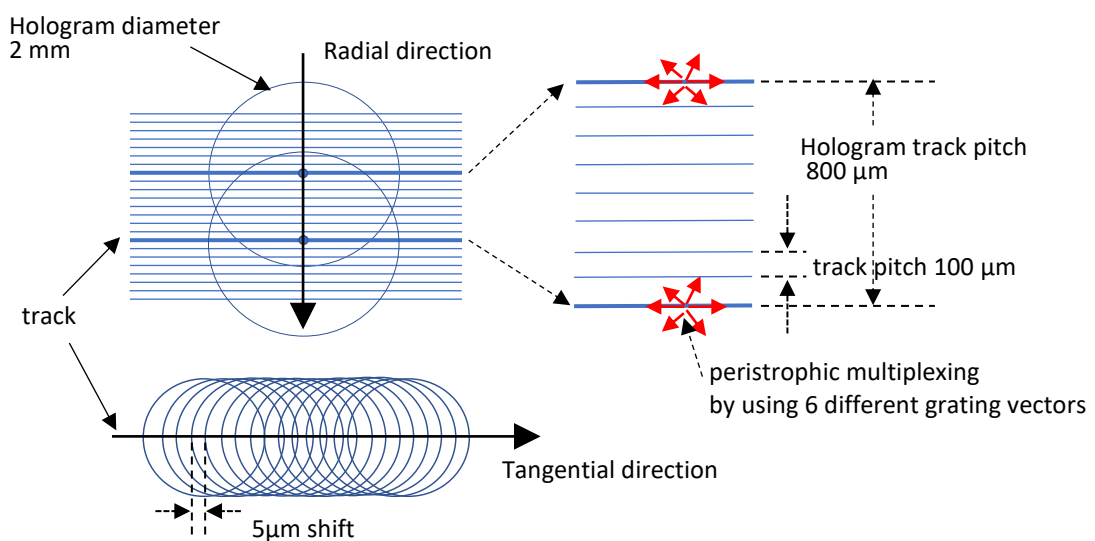 Hologram diameter
2 mm
Radial direction
Hologram track pitch
800 μm
track pitch 100 μm
track
peristrophic multiplexing
by using 6 different grating vectors
Tangential direction
5μm shift